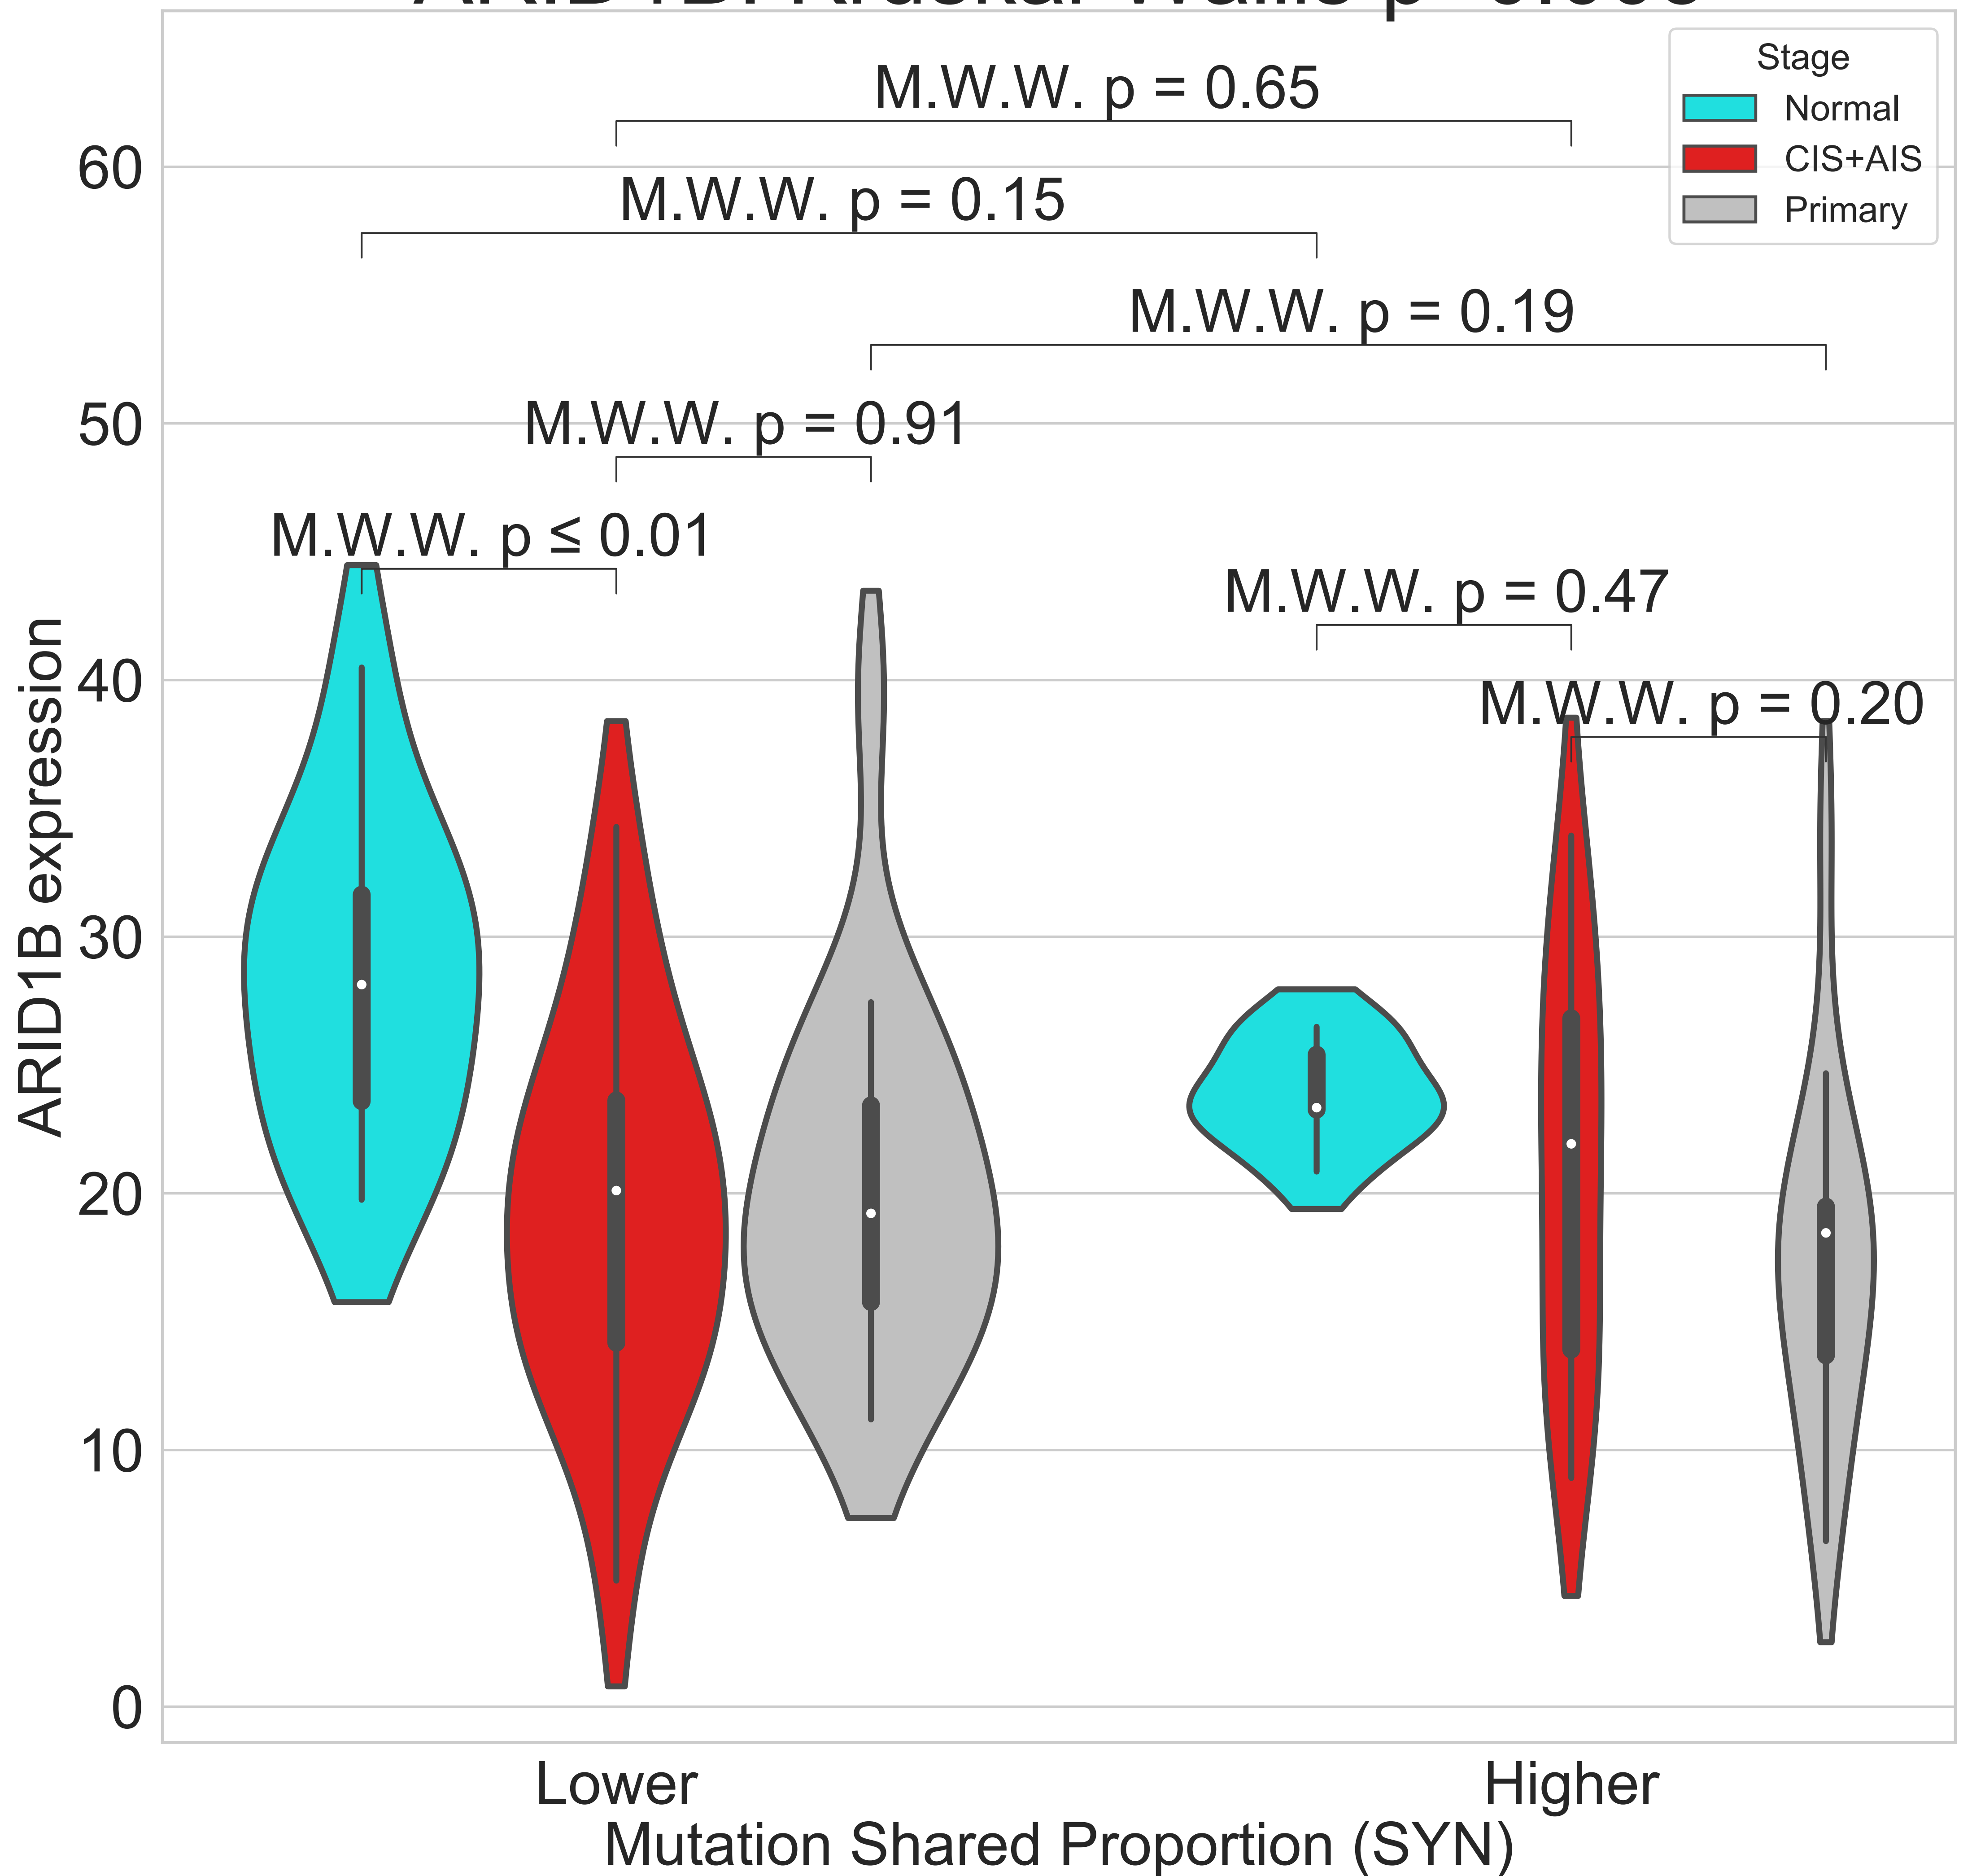 Stage
Normal
CIS+AIS
Primary
M.W.W. p = 0.65
M.W.W. p = 0.15
M.W.W. p = 0.19
M.W.W. p = 0.91
M.W.W. p ≤ 0.01
M.W.W. p = 0.47
M.W.W. p = 0.20
60
50
40
30
20
10
0
ARID1B expression
Lower
Higher
Mutation Shared Proportion (SYN)